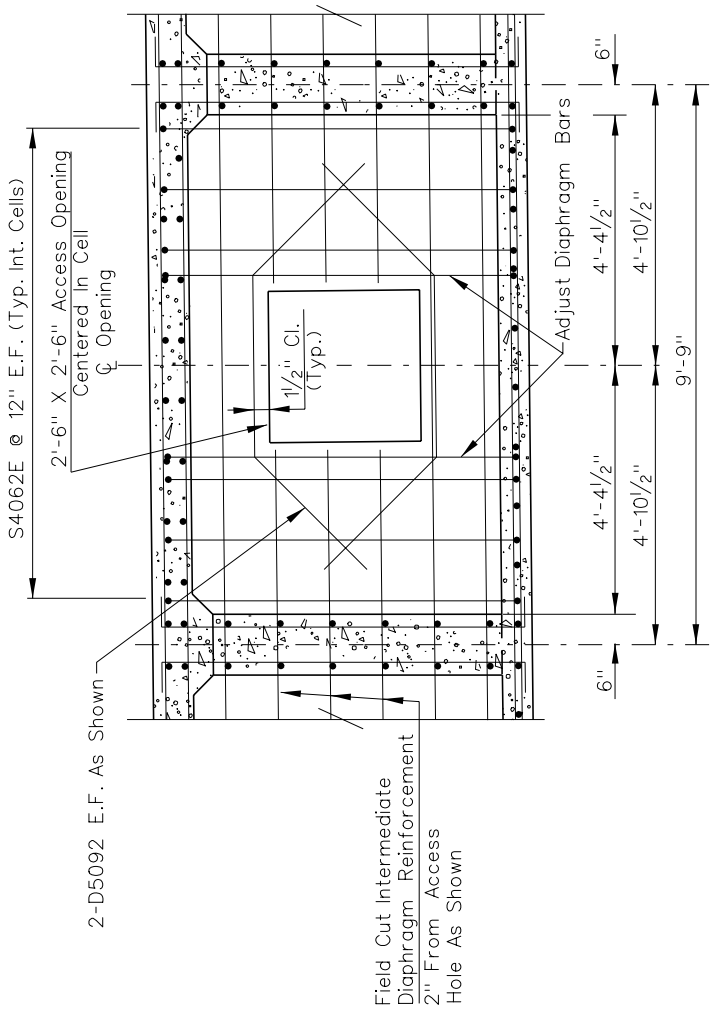 S4062E @ 12" E.F. (Typ. Int. Cells)
2'-6" X 2'-6" Access Opening
Centered In Cell
℄ Opening
2-D5092 E.F. As Shown
1½" Cl.
(Typ.)
Adjust Diaphragm Bars
Field Cut Intermediate
Diaphragm Reinforcement
2" From Access
Hole As Shown
6"
4'-4½"
4'-4½"
6"
4'-10½"
4'-10½"
9'-9"